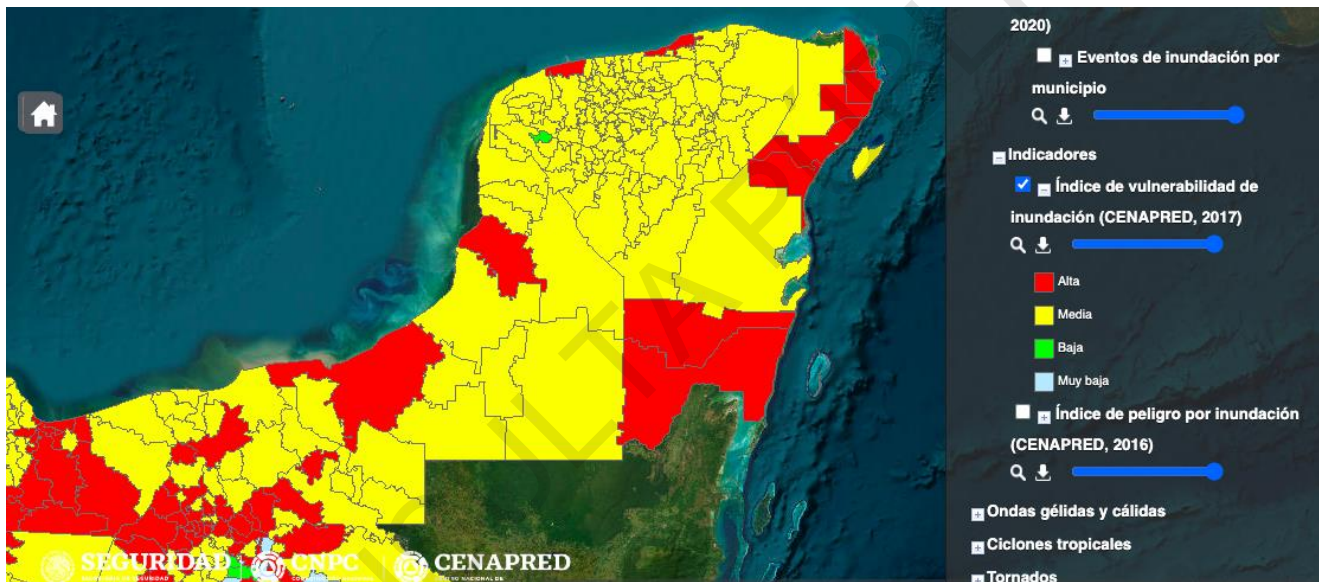 2020)
Eventos de inundación por
municipio
Indicadores
Índice de vulnerabilidad de
inundación (CENAPRED, 2017)
Alta
Media
Baja
Muy baja
Índice de peligro por inundación
(CENAPRED, 2016)
Ondas gélidas y cálidas
Ciclones tropicales
Tornados
SEGURIDAD
CNPC
CENAPRED